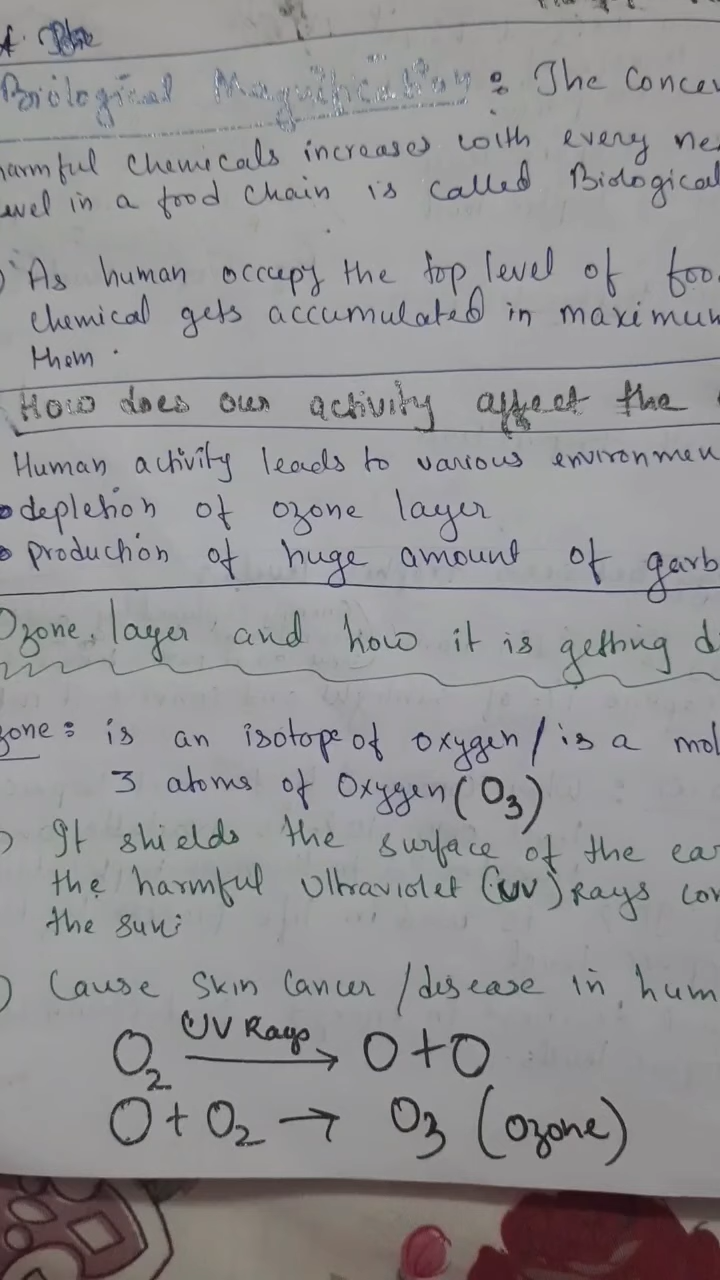 Biological Magnification : The Conce
harmful chemicals increases with every ne
evel in a food chain is called Biological
As human occupy the top level of foo
chemical gets accumulated in maximum
them.
How does our activity affect the
Human activity leads to various environmen
• depletion of ozone layer
• production of huge amount of garb
Ozone layer and how it is getting d
zone : is an isotope of oxygen / is a mol
3 atoms of Oxygen (O3)
It shields the surface of the ear
the harmful Ultraviolet (UV) Rays co
the sun:
Cause Skin Cancer / disease in hum
UV Rays
O2 → O + O
O + O2 → O3 (Ozone)